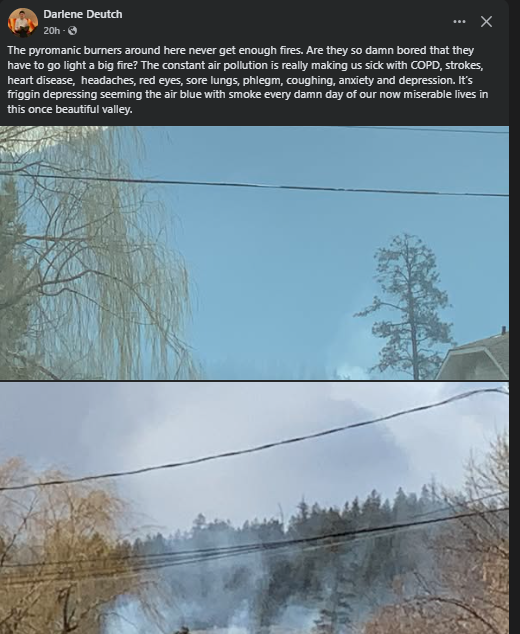 Darlene Deutch
20h ·
The pyromanic burners around here never get enough fires. Are they so damn bored that they
have to go light a big fire? The constant air pollution is really making us sick with COPD, strokes,
heart disease,  headaches, red eyes, sore lungs, phlegm, coughing, anxiety and depression. It's
friggin depressing seeming the air blue with smoke every damn day of our now miserable lives in
this once beautiful valley.